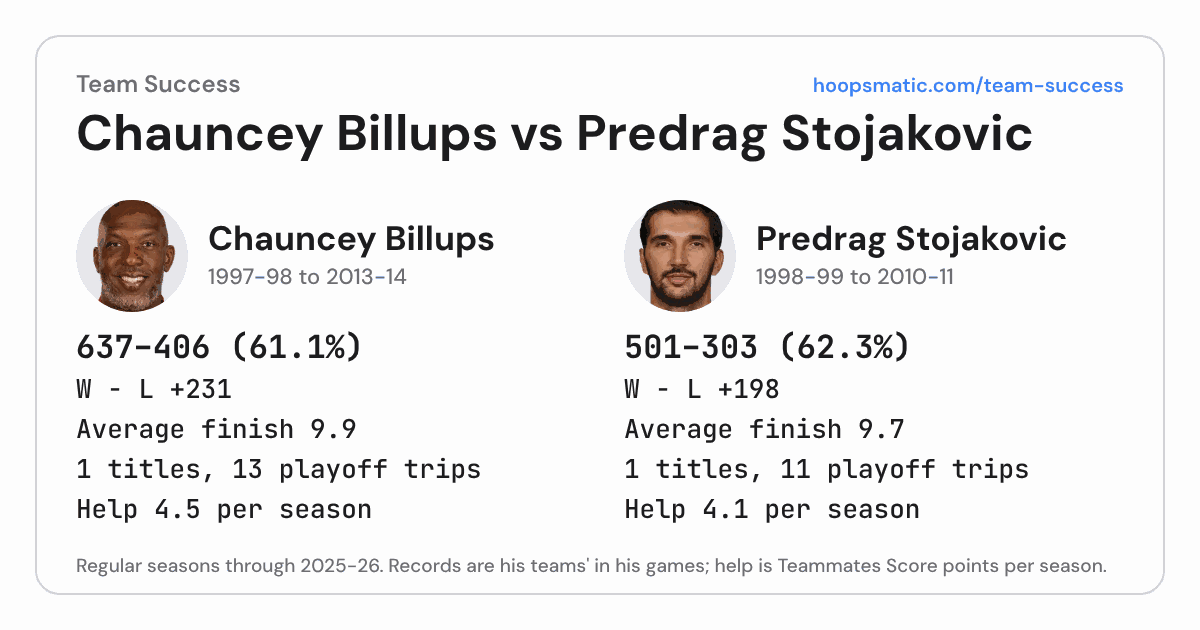 Team Success
hoopsmatic.com/team-success
Chauncey Billups vs Predrag Stojakovic
Chauncey Billups
1997-98 to 2013-14
637-406 (61.1%)
W - L +231
Average finish 9.9
1 titles, 13 playoff trips
Help 4.5 per season
Predrag Stojakovic
1998-99 to 2010-11
501-303 (62.3%)
W - L +198
Average finish 9.7
1 titles, 11 playoff trips
Help 4.1 per season
Regular seasons through 2025-26. Records are his teams' in his games; help is Teammates Score points per season.